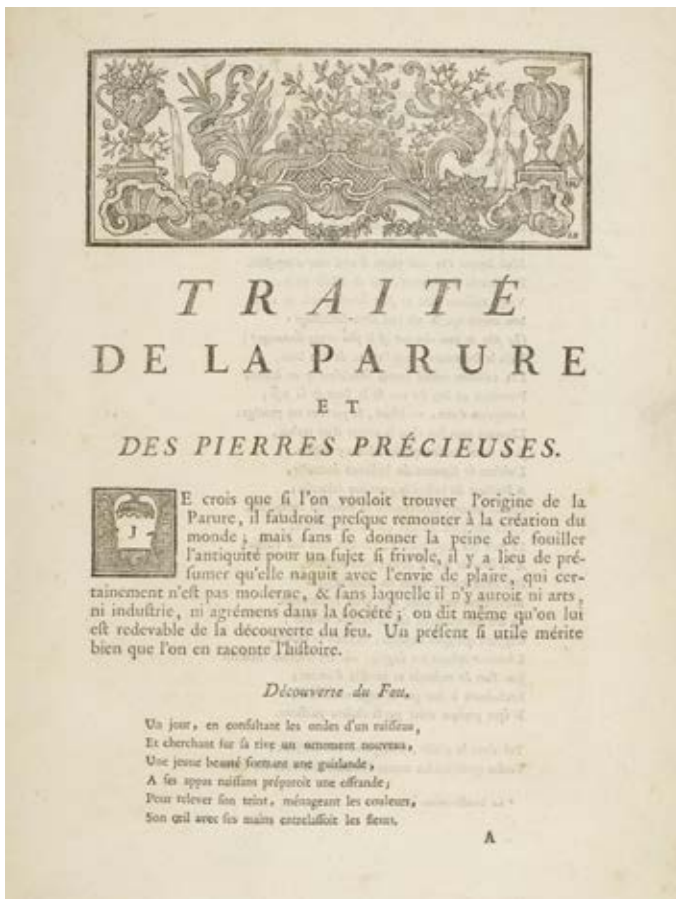 TRAITÉ
DE LA PARURE
ET
DES PIERRES PRÉCIEUSES.
JE crois que ſi l'on vouloit trouver l'origine de la
Parure, il faudroit preſque remonter à la création du
monde ; mais ſans ſe donner la peine de fouiller
l'antiquité pour un ſujet ſi frivole, il y a lieu de pré-
ſumer qu'elle naquit avec l'envie de plaire, qui cer-
tainement n'eſt pas moderne, & ſans laquelle il n'y auroit ni arts,
ni induſtrie, ni agrémens dans la ſociété ; on dit même qu'on lui
eſt redevable de la découverte du feu. Un préſent ſi utile mérite
bien que l'on en raconte l'hiſtoire.
Découverte du Feu.
Un jour, en conſultant les ondes d'un ruiſſeau,
Et cherchant ſur ſa rive un ornement nouveau,
Une jeune beauté formant une guirlande,
A ſes appas naiſſans préparoit une offrande ;
Pour relever ſon teint, ménageant les couleurs,
Son œil avec ſes mains entrelaſſoit les fleurs.
A